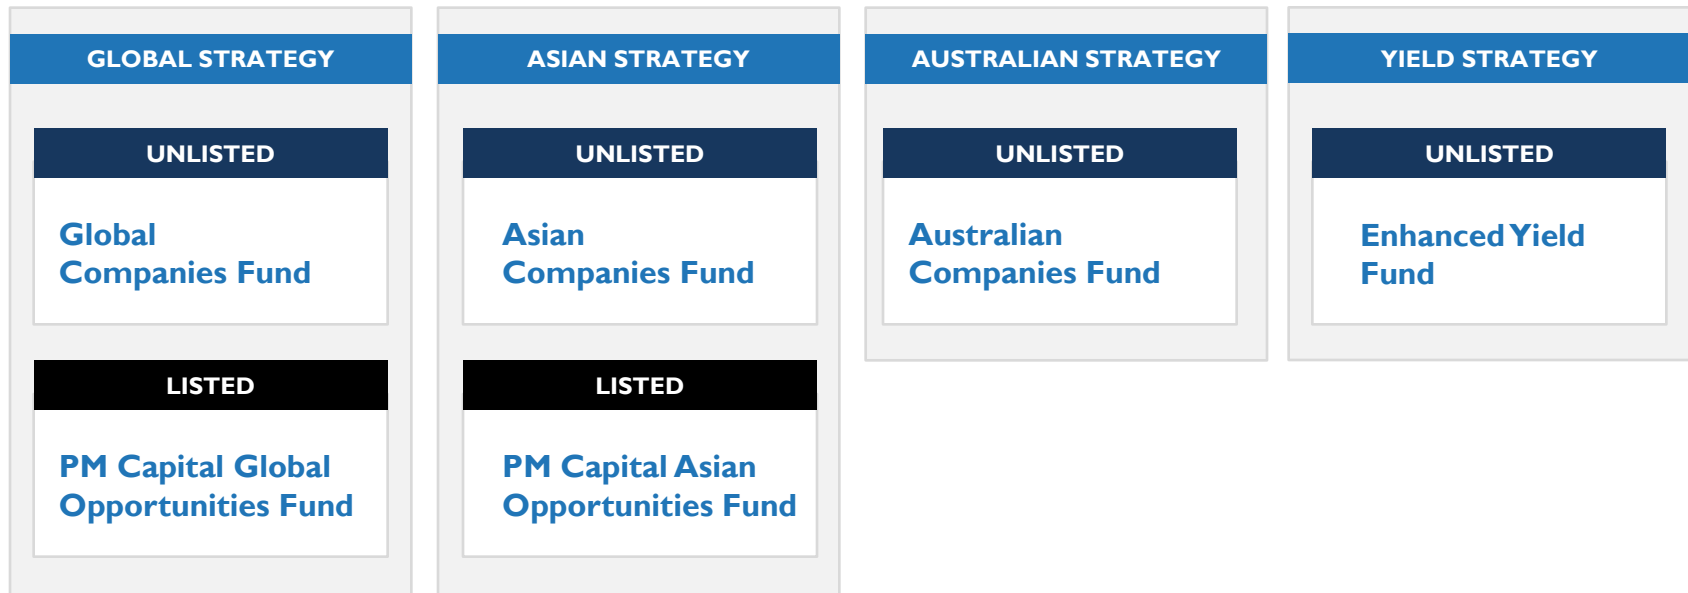 GLOBAL STRATEGY
UNLISTED
Global
Companies Fund
LISTED
PM Capital Global
Opportunities Fund
ASIAN STRATEGY
UNLISTED
Asian
Companies Fund
LISTED
PM Capital Asian
Opportunities Fund
AUSTRALIAN STRATEGY
UNLISTED
Australian
Companies Fund
YIELD STRATEGY
UNLISTED
Enhanced Yield
Fund